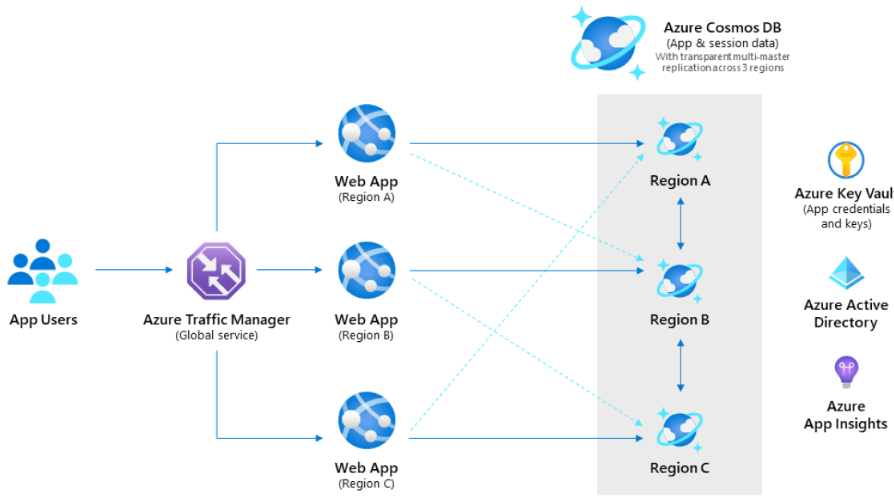 Azure Cosmos DB
(App & session data)
With transparent multi-master
replication across 3 regions
Web App
(Region A)
Region A
Azure Key Vault
(App credentials
and keys)
App Users
Azure Traffic Manager
(Global service)
Web App
(Region B)
Region B
Azure Active
Directory
Azure
App Insights
Web App
(Region C)
Region C